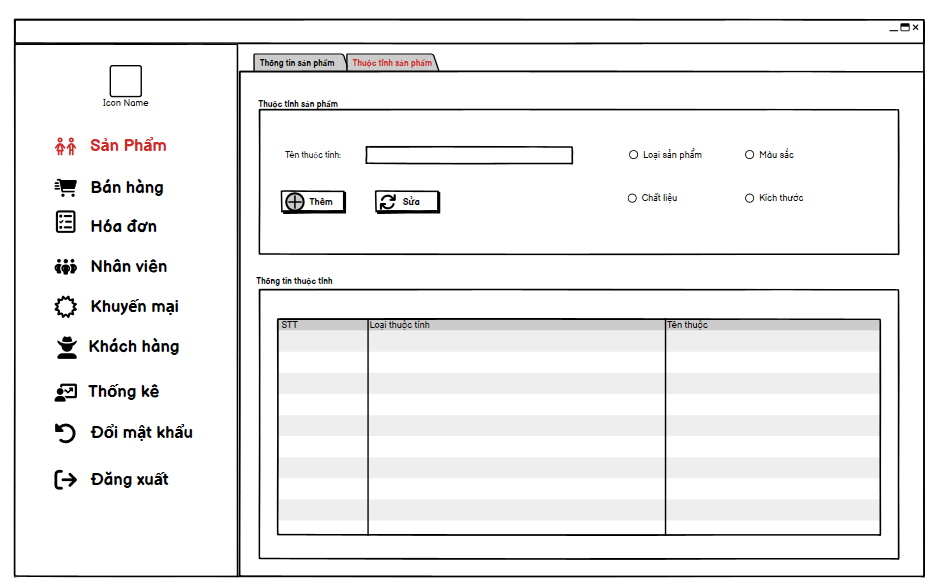 Icon Name
Sản Phẩm
Bán hàng
Hóa đơn
Nhân viên
Khuyến mại
Khách hàng
Thống kê
Đổi mật khẩu
Đăng xuất
Thông tin sản phẩm
Thuộc tính sản phẩm
Thuộc tính sản phẩm
Tên thuộc tính:
Loại sản phẩm
Màu sắc
Thêm
Sửa
Chất liệu
Kích thước
Thông tin thuộc tính
STT
Loại thuộc tính
Tên thuộc